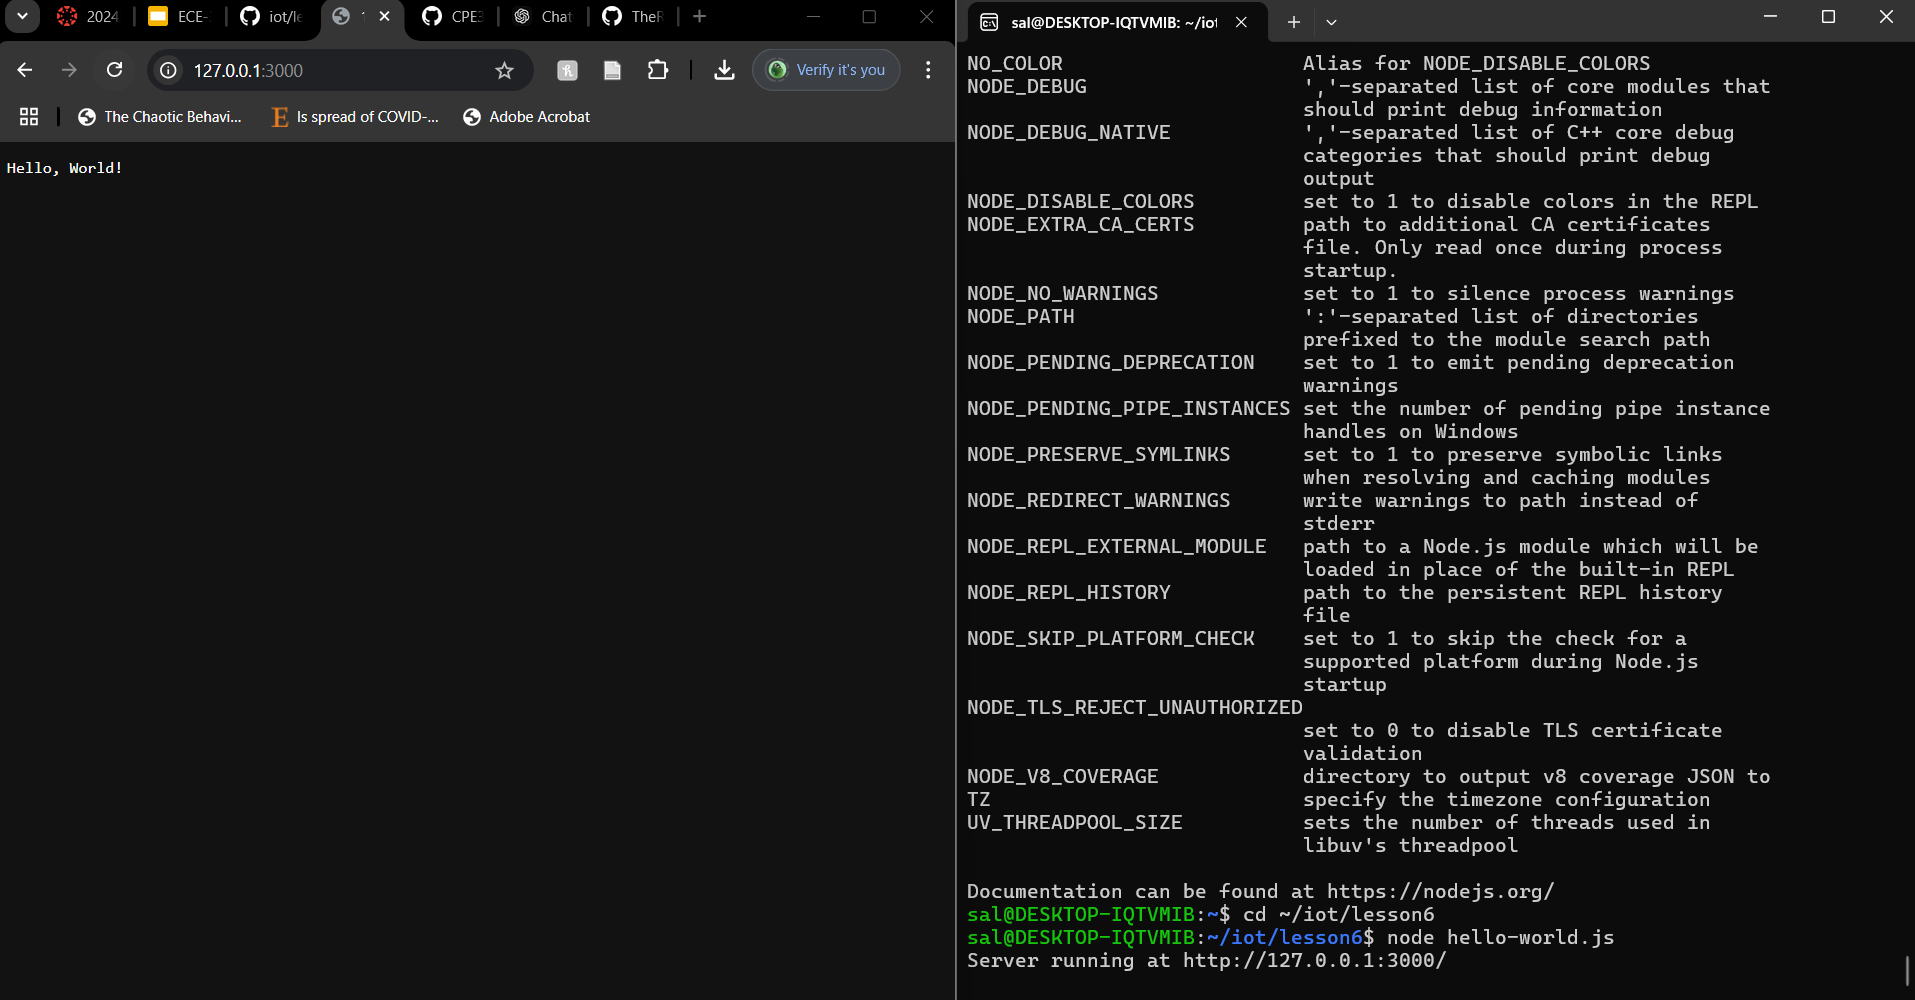 2024
ECE-
iot/le
1
CPE3
Chat
TheR
127.0.0.1:3000
Verify it's you
The Chaotic Behavi...
Is spread of COVID-...
Adobe Acrobat
Hello, World!
sal@DESKTOP-IQTVMIB: ~/iot
NO_COLOR Alias for NODE_DISABLE_COLORS
NODE_DEBUG ','-separated list of core modules that
should print debug information
NODE_DEBUG_NATIVE ','-separated list of C++ core debug
categories that should print debug
output
NODE_DISABLE_COLORS set to 1 to disable colors in the REPL
NODE_EXTRA_CA_CERTS path to additional CA certificates
file. Only read once during process
startup.
NODE_NO_WARNINGS set to 1 to silence process warnings
NODE_PATH ':'-separated list of directories
prefixed to the module search path
NODE_PENDING_DEPRECATION set to 1 to emit pending deprecation
warnings
NODE_PENDING_PIPE_INSTANCES set the number of pending pipe instance
handles on Windows
NODE_PRESERVE_SYMLINKS set to 1 to preserve symbolic links
when resolving and caching modules
NODE_REDIRECT_WARNINGS write warnings to path instead of
stderr
NODE_REPL_EXTERNAL_MODULE path to a Node.js module which will be
loaded in place of the built-in REPL
NODE_REPL_HISTORY path to the persistent REPL history
file
NODE_SKIP_PLATFORM_CHECK set to 1 to skip the check for a
supported platform during Node.js
startup
NODE_TLS_REJECT_UNAUTHORIZED
set to 0 to disable TLS certificate
validation
NODE_V8_COVERAGE directory to output v8 coverage JSON to
TZ specify the timezone configuration
UV_THREADPOOL_SIZE sets the number of threads used in
libuv's threadpool
Documentation can be found at https://nodejs.org/
sal@DESKTOP-IQTVMIB:~$ cd ~/iot/lesson6
sal@DESKTOP-IQTVMIB:~/iot/lesson6$ node hello-world.js
Server running at http://127.0.0.1:3000/